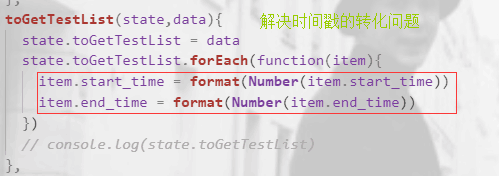 },
toGetTestList(state,data){ 解决时间戳的转化问题
state.toGetTestList = data
state.toGetTestList.forEach(function(item){
item.start_time = format(Number(item.start_time))
item.end_time = format(Number(item.end_time))
})
// console.log(state.toGetTestList)
},